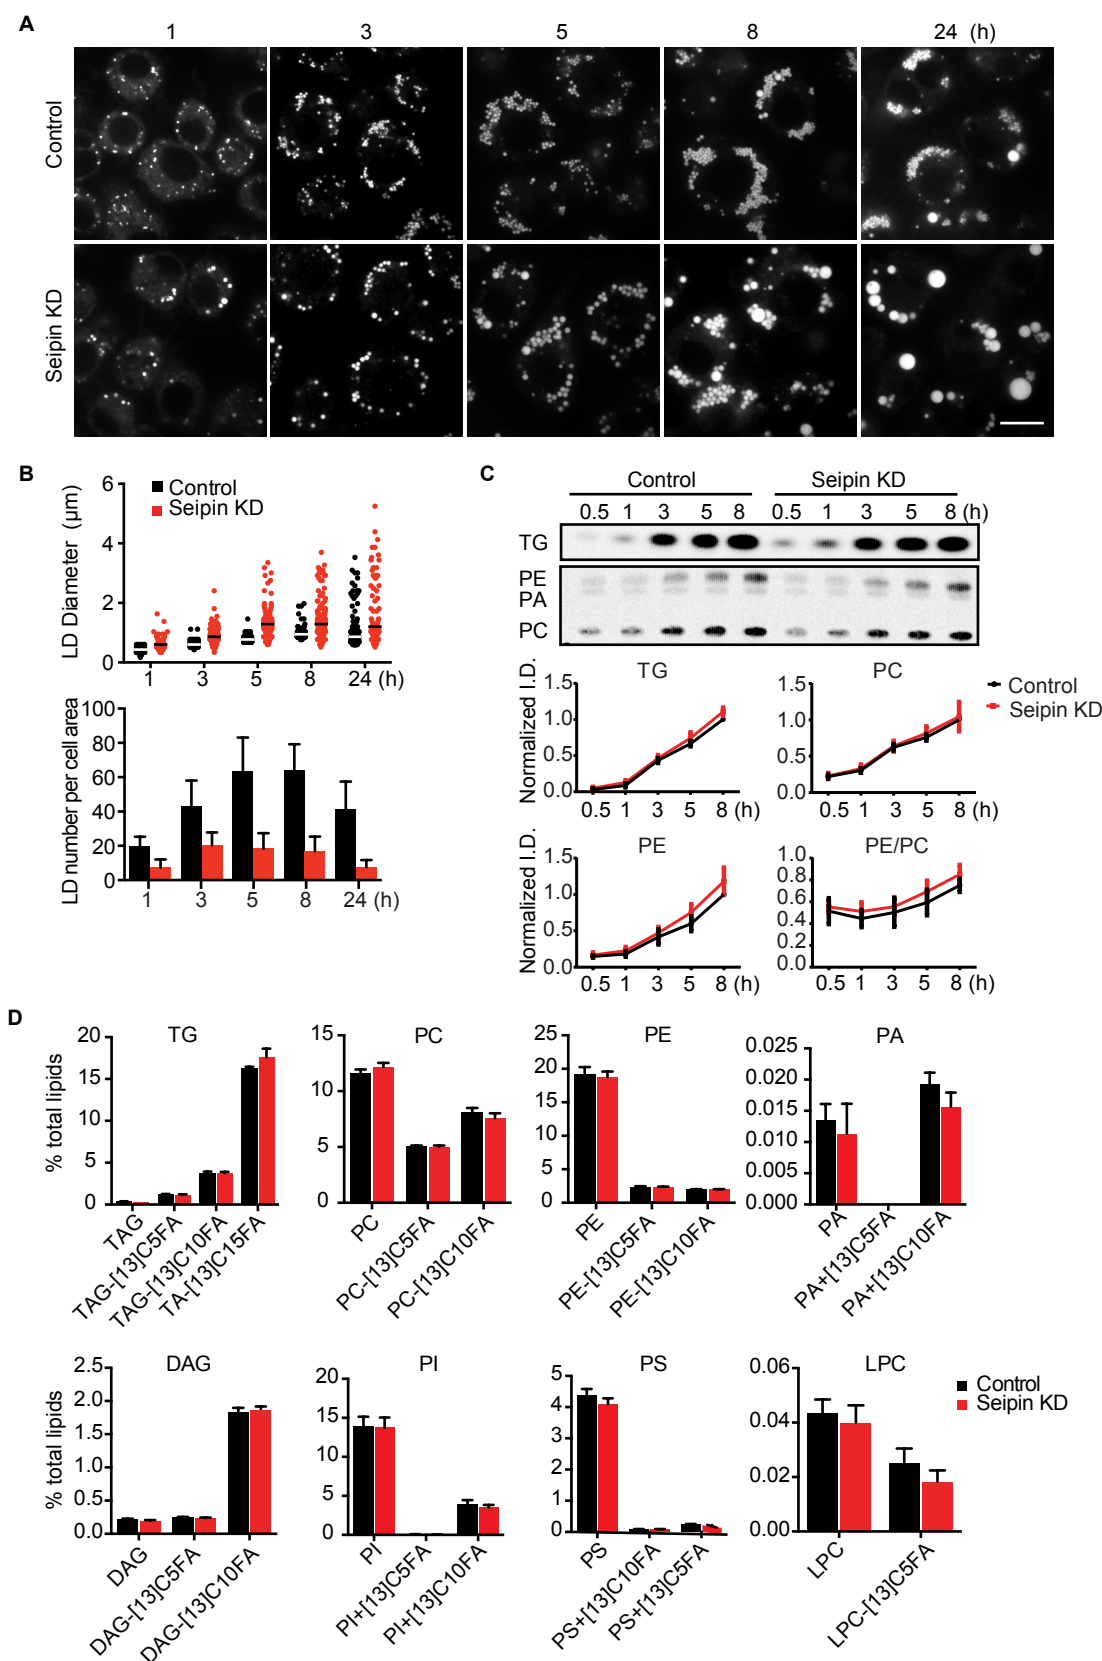 A
1 3 5 8 24 (h)
Control
Seipin KD
B
Control
Seipin KD
LD Diameter (μm)
6
4
2
0
1 3 5 8 24 (h)
LD number per cell area
100
80
60
40
20
0
1 3 5 8 24 (h)
C
Control Seipin KD
0.5 1 3 5 8 0.5 1 3 5 8 (h)
TG
PE
PA
PC
TG
Normalized I.D.
1.5
1.0
0.5
0.0
0.5 1 3 5 8 (h)
PC
1.5
1.0
0.5
0.0
0.5 1 3 5 8 (h)
Control
Seipin KD
PE
Normalized I.D.
1.5
1.0
0.5
0.0
0.5 1 3 5 8 (h)
PE/PC
1.0
0.8
0.6
0.4
0.2
0.0
0.5 1 3 5 8 (h)
D
TG
% total lipids
20
15
10
5
0
TAG
TAG-[13]C5FA
TAG-[13]C10FA
TA-[13]C15FA
PC
15
10
5
0
PC
PC-[13]C5FA
PC-[13]C10FA
PE
25
20
15
10
5
0
PE
PE-[13]C5FA
PE-[13]C10FA
PA
0.025
0.020
0.015
0.010
0.005
0.000
PA
PA+[13]C5FA
PA+[13]C10FA
DAG
% total lipids
2.5
2.0
1.5
1.0
0.5
0.0
DAG
DAG-[13]C5FA
DAG-[13]C10FA
PI
20
15
10
5
0
PI
PI+[13]C5FA
PI+[13]C10FA
PS
5
4
3
2
1
0
PS
PS+[13]C10FA
PS+[13]C5FA
LPC
0.06
0.04
0.02
0.00
LPC
LPC-[13]C5FA
Control
Seipin KD